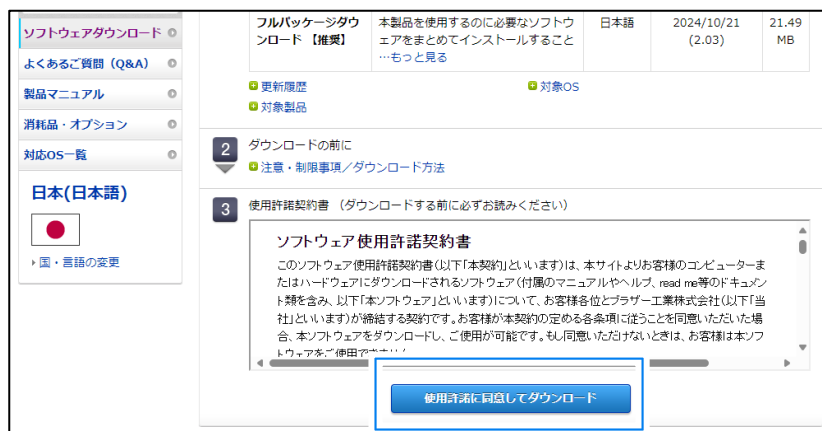 ソフトウェアダウンロード
よくあるご質問（Q&A）
製品マニュアル
消耗品・オプション
対応OS一覧
日本(日本語)
国・言語の変更
フルパッケージダウ
ンロード 【推奨】
本製品を使用するのに必要なソフトウ
ェアをまとめてインストールすること
…もっと見る
日本語
2024/10/21
(2.03)
21.49
MB
更新履歴
対象OS
対象製品
2
ダウンロードの前に
注意・制限事項／ダウンロード方法
3
使用許諾契約書 （ダウンロードする前に必ずお読みください）
ソフトウェア使用許諾契約書
このソフトウェア使用許諾契約書（以下「本契約」といいます）は、本サイトよりお客様のコンピューターま
たはハードウェアにダウンロードされるソフトウェア（付属のマニュアルやヘルプ、read me等のドキュメン
ト類を含み、以下「本ソフトウェア」といいます）について、お客様各位とブラザー工業株式会社（以下「当
社」といいます）が締結する契約です。お客様が本契約の定める各条項に従うことを同意いただいた場
合、本ソフトウェアをダウンロードし、ご使用が可能です。もし同意いただけないときは、お客様は本ソフ
トウェアをご使用できません
使用許諾に同意してダウンロード